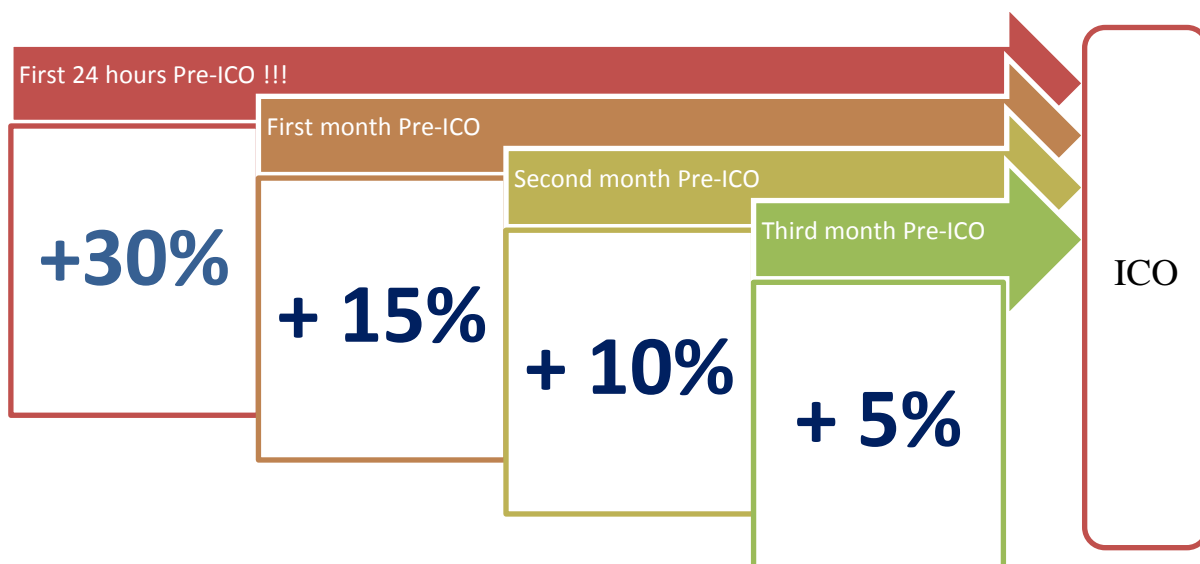 First 24 hours Pre-ICO !!!
+30%
First month Pre-ICO
+ 15%
Second month Pre-ICO
+ 10%
Third month Pre-ICO
+ 5%
ICO